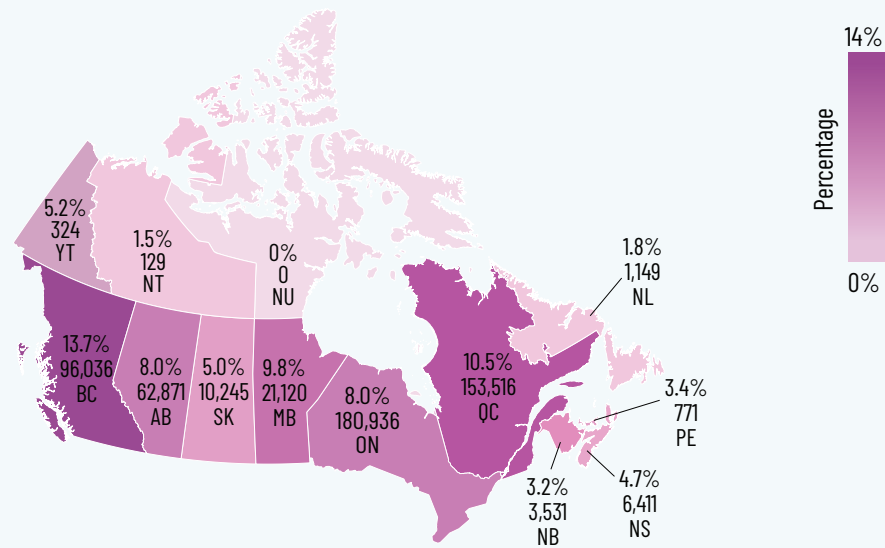 14%
Percentage
0%
5.2%
324
YT
1.5%
129
NT
0%
0
NU
1.8%
1,149
NL
13.7%
96,036
BC
8.0%
62,871
AB
5.0%
10,245
SK
9.8%
21,120
MB
8.0%
180,936
ON
10.5%
153,516
QC
3.4%
771
PE
3.2%
3,531
NB
4.7%
6,411
NS